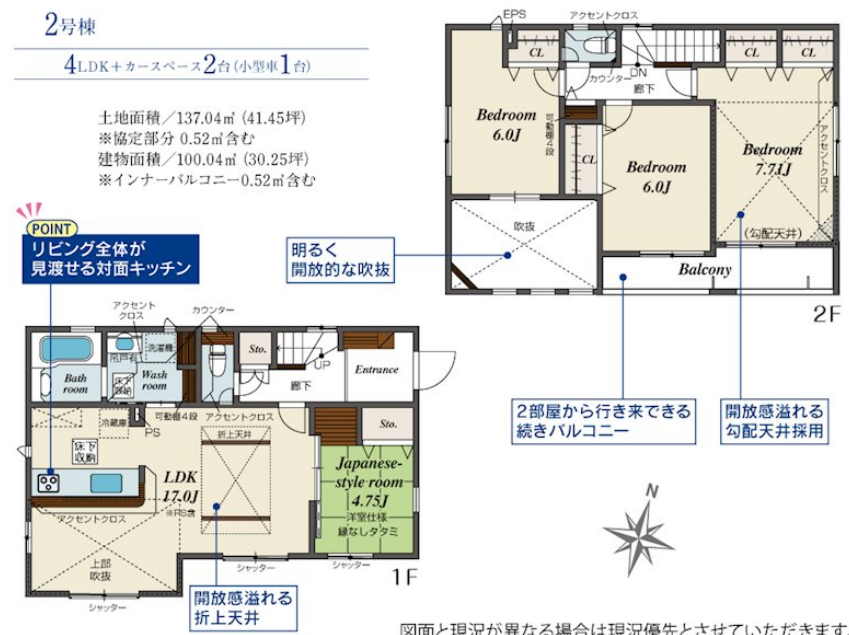 2号棟
4LDK+カースペース2台(小型車1台)
土地面積／137.04㎡(41.45坪)
※協定部分 0.52㎡含む
建物面積／100.04㎡(30.25坪)
※インナーバルコニー0.52㎡含む
POINT
リビング全体が
見渡せる対面キッチン
明るく
開放的な吹抜
EPS
アクセントクロス
CL
カウンター
DN
廊下
CL
CL
Bedroom
6.0J
可動棚4段
CL
Bedroom
6.0J
Bedroom
7.71J
アクセントクロス
(勾配天井)
吹抜
Balcony
2F
2部屋から行き来できる
続きバルコニー
開放感溢れる
勾配天井採用
アクセント
クロス
カウンター
吊戸有
洗濯機
Bath
room
床下
収納
Wash
room
Sto.
UP
廊下
Entrance
可動棚4段
PS
アクセントクロス
冷蔵庫
床下
収納
折上天井
Sto.
LDK
17.0J
※PS含
Japanese-
style room
4.75J
洋室仕様
縁なしタタミ
アクセントクロス
上部
吹抜
シャッター
シャッター
シャッター
1F
開放感溢れる
折上天井
N
図面と現況が異なる場合は現況優先とさせていただきます。